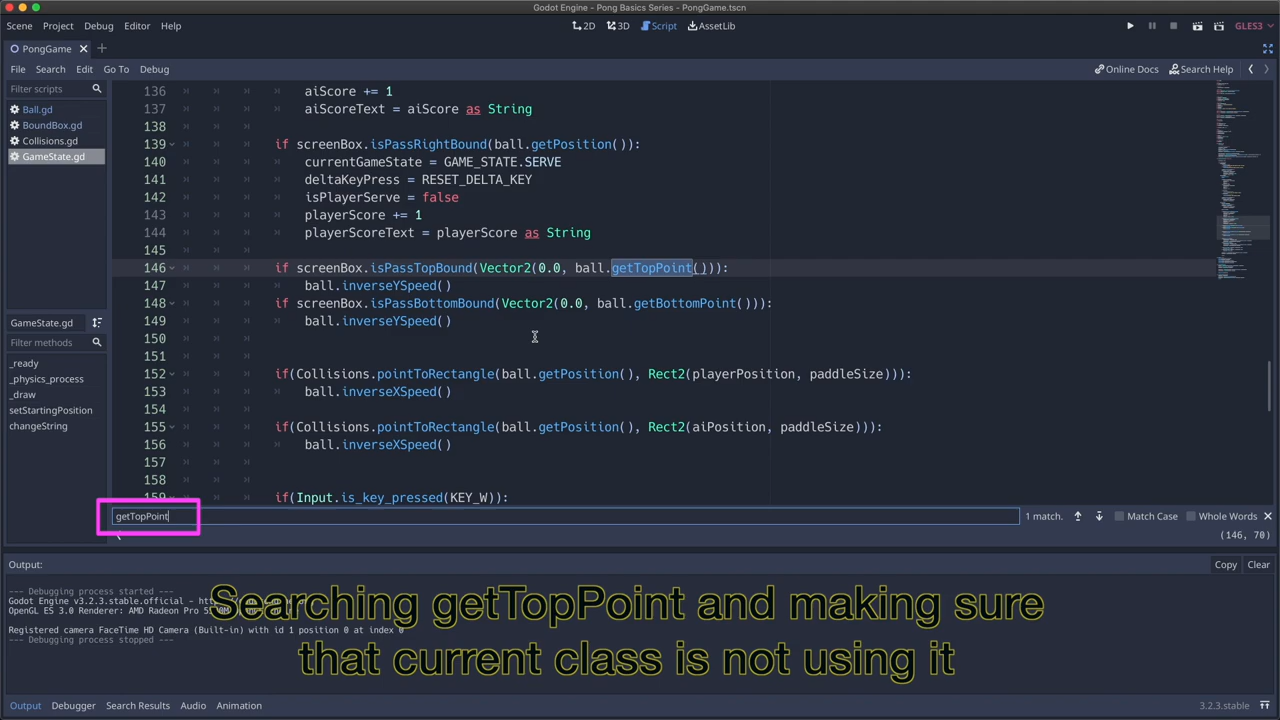 Godot Engine - Pong Basics Series - PongGame.tscn
Scene Project Debug Editor Help
2D 3D Script AssetLib
GLES3
PongGame
File Search Edit Go To Debug
Online Docs Search Help
Filter scripts
Ball.gd
BoundBox.gd
Collisions.gd
GameState.gd
GameState.gd
Filter methods
_ready
_physics_process
_draw
setStartingPosition
changeString
136 aiScore += 1
137 aiScoreText = aiScore as String
138
139 if screenBox.isPassRightBound(ball.getPosition()):
140 currentGameState = GAME_STATE.SERVE
141 deltaKeyPress = RESET_DELTA_KEY
142 isPlayerServe = false
143 playerScore += 1
144 playerScoreText = playerScore as String
145
146 if screenBox.isPassTopBound(Vector2(0.0, ball.getTopPoint())):
147 ball.inverseYSpeed()
148 if screenBox.isPassBottomBound(Vector2(0.0, ball.getBottomPoint())):
149 ball.inverseYSpeed()
150
151
152 if(Collisions.pointToRectangle(ball.getPosition(), Rect2(playerPosition, paddleSize))):
153 ball.inverseXSpeed()
154
155 if(Collisions.pointToRectangle(ball.getPosition(), Rect2(aiPosition, paddleSize))):
156 ball.inverseXSpeed()
157
158
159 if(Input.is_key_pressed(KEY_W)):
getTopPoint
1 match.
Match Case
Whole Words
(146, 70)
Output:
Copy Clear
--- Debugging process started ---
Godot Engine v3.2.3.stable.official - ht
OpenGL ES 3.0 Renderer: AMD Radeon Pro
Registered camera FaceTime HD Camera (Built-in) with id 1 position 0 at index 0
--- Debugging process stopped ---
Searching getTopPoint and making sure
that current class is not using it
Output Debugger Search Results Audio Animation
3.2.3.stable